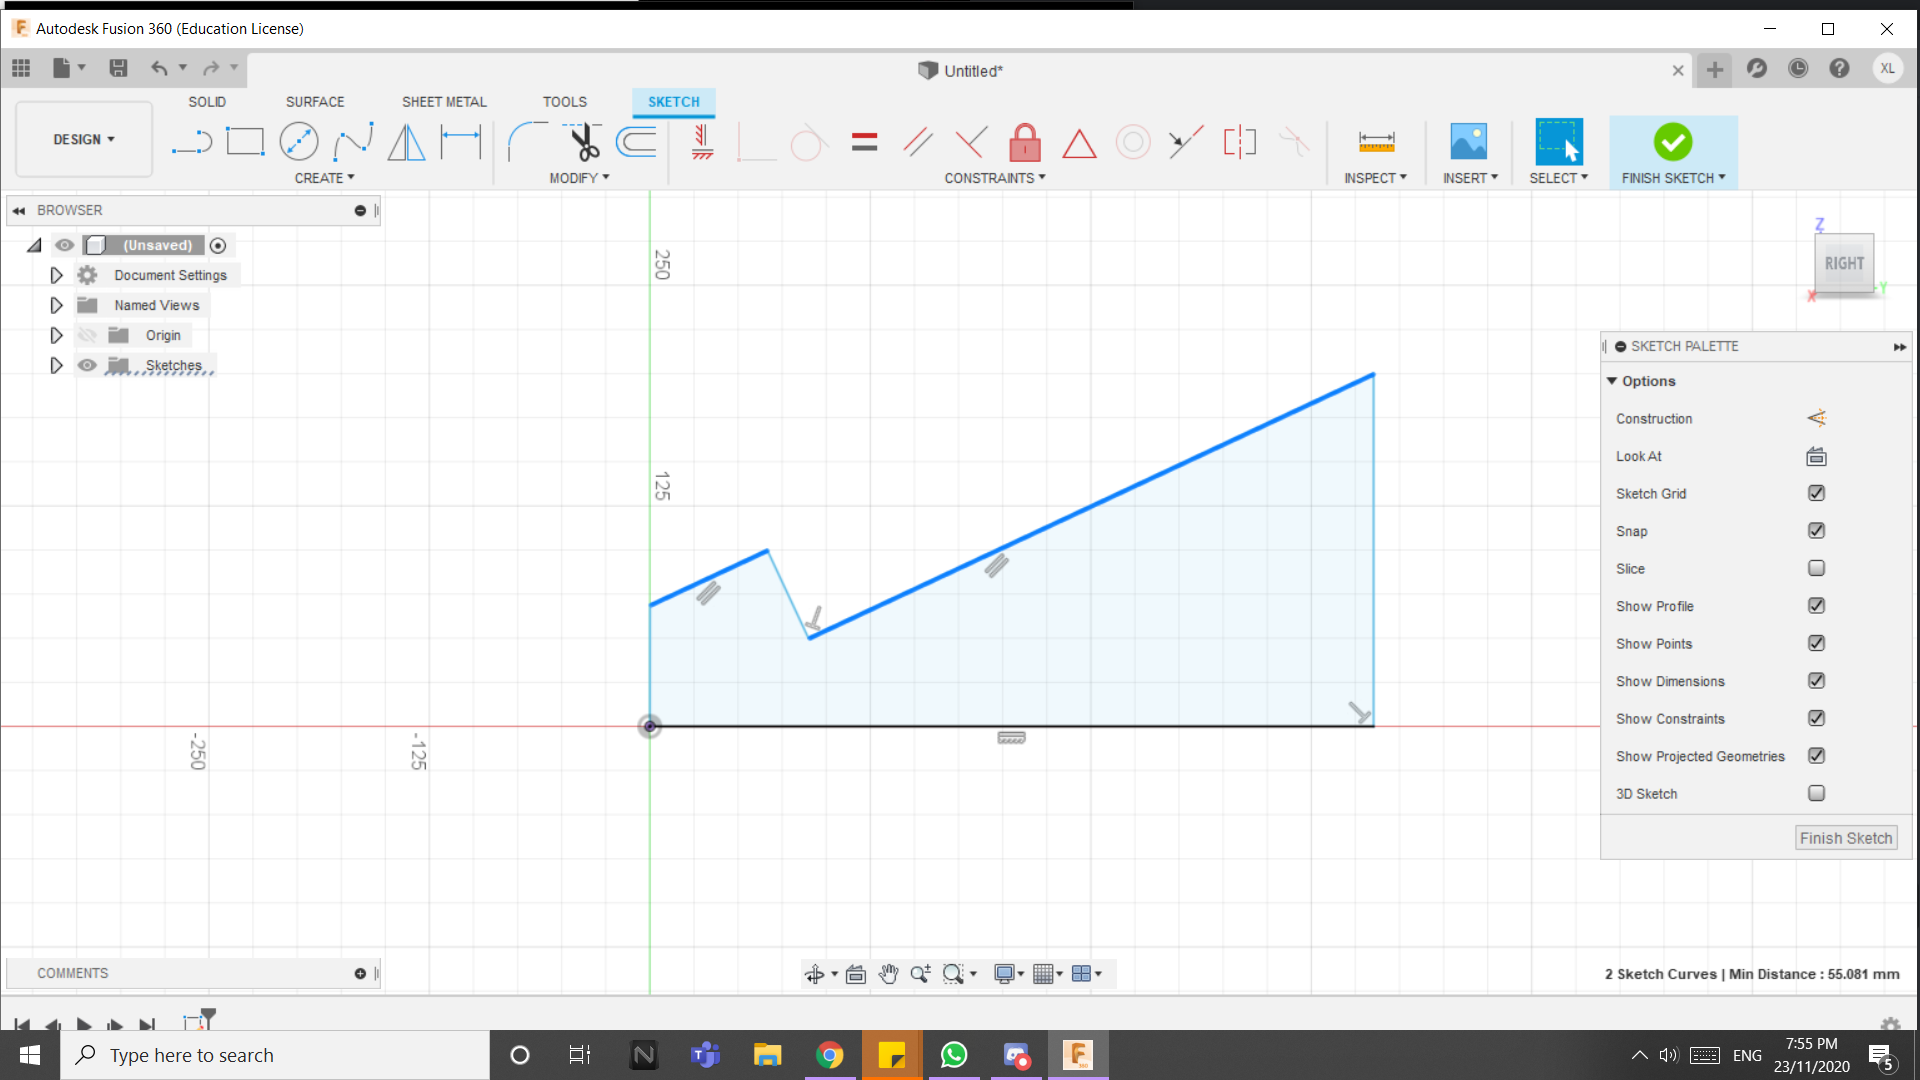 Autodesk Fusion 360 (Education License)
Untitled*
XL
SOLID
SURFACE
SHEET METAL
TOOLS
SKETCH
DESIGN
CREATE
MODIFY
CONSTRAINTS
INSPECT
INSERT
SELECT
FINISH SKETCH
BROWSER
(Unsaved)
Document Settings
Named Views
Origin
Sketches
250
125
-250
-125
Z
RIGHT
X
-Y
SKETCH PALETTE
Options
Construction
Look At
Sketch Grid
Snap
Slice
Show Profile
Show Points
Show Dimensions
Show Constraints
Show Projected Geometries
3D Sketch
Finish Sketch
COMMENTS
2 Sketch Curves | Min Distance : 55.081 mm
Type here to search
ENG
7:55 PM
23/11/2020
5